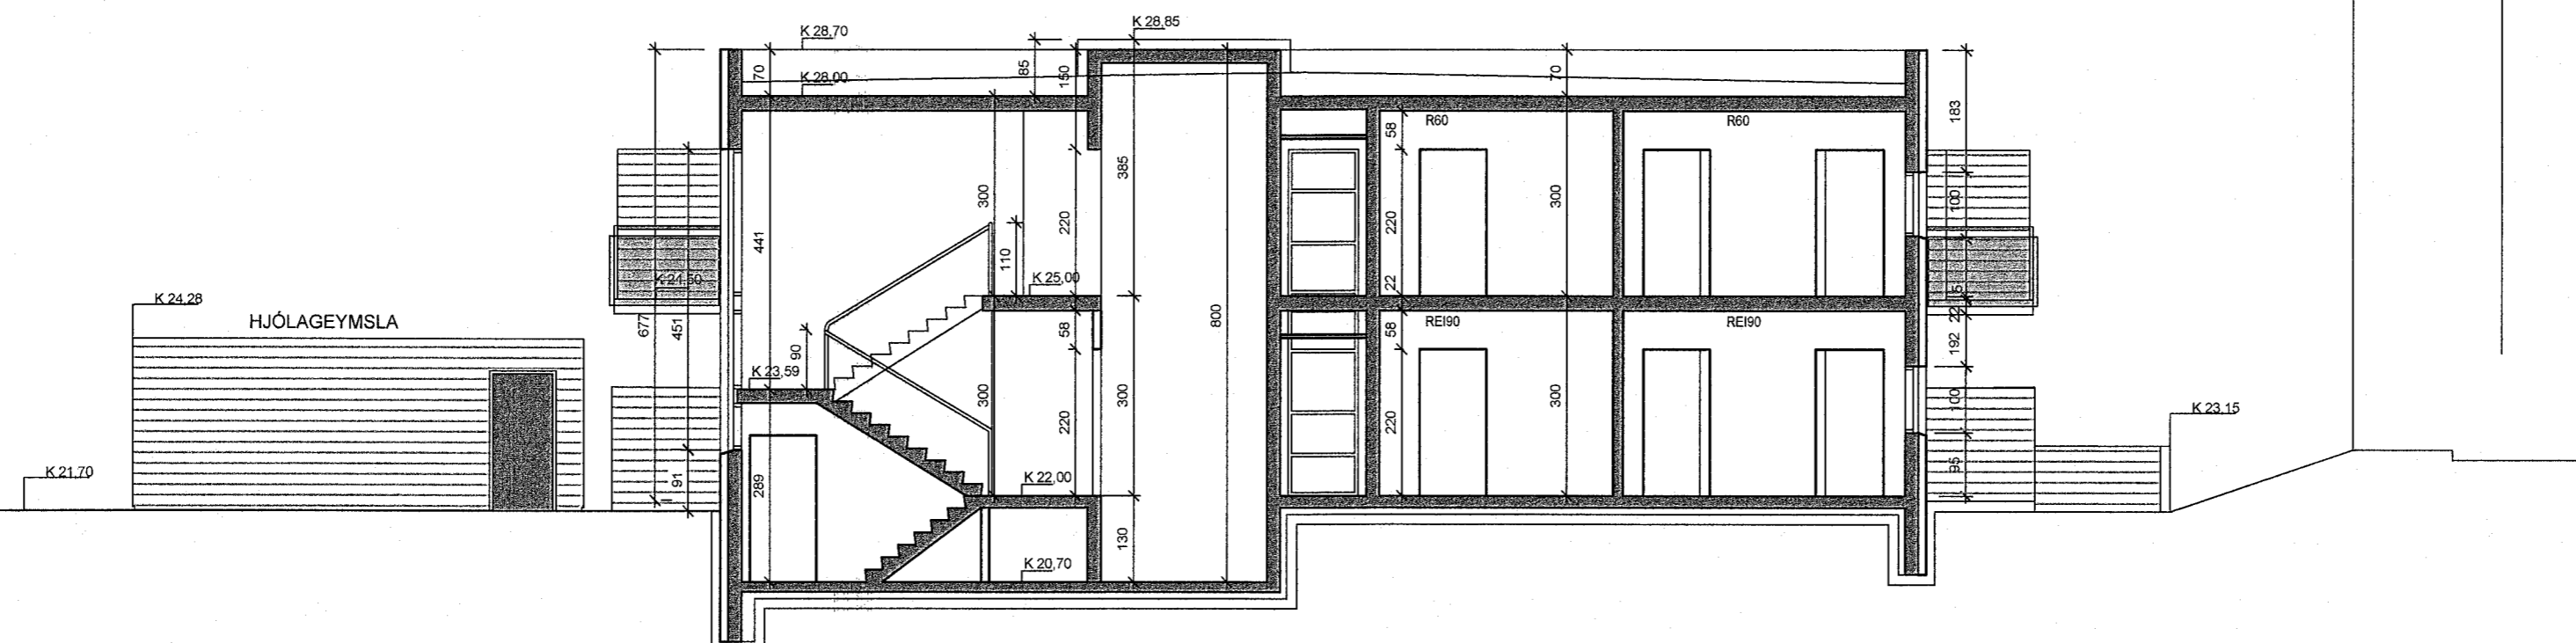 K 28,85
K 28,70
70
K 28,00
85
150
70
183
58
R60
R60
385
300
441
220
110
300
220
100
K 24,50
K 25,00
22
15
K 24,28
HJÓLAGEYMSLA
677
451
90
58
800
58
REI90
REI90
22
192
K 23,59
300
220
300
220
300
100
K 23,15
K 21,70
91
289
K 22,00
95
130
K 20,70